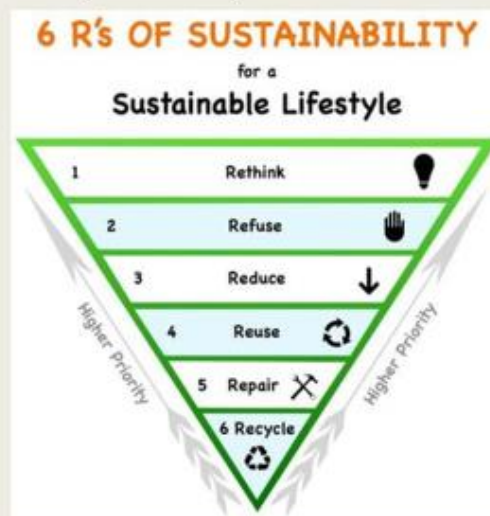 6 R's OF SUSTAINABILITY
for a
Sustainable Lifestyle
1 Rethink
2 Refuse
3 Reduce
4 Reuse
5 Repair
6 Recycle
Higher Priority
Higher Priority